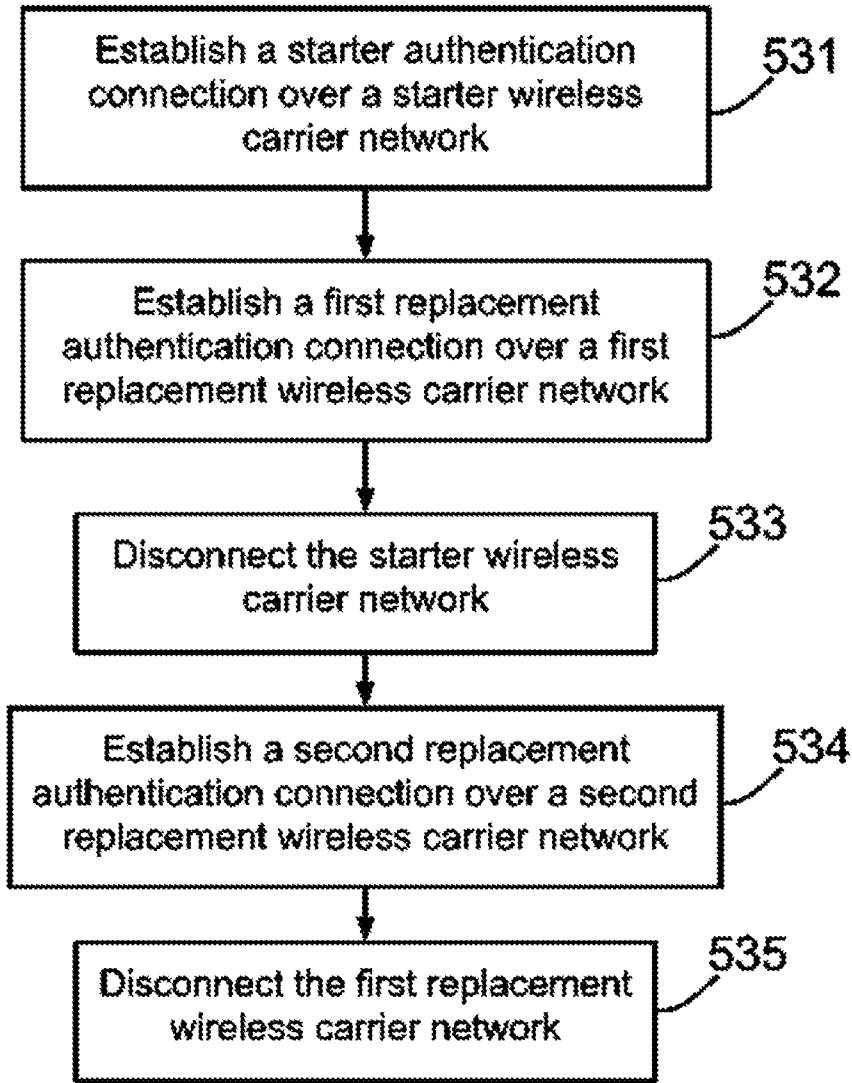 Establish a starter authentication
connection over a starter wireless
carrier network
531
Establish a first replacement
authentication connection over a first
replacement wireless carrier network
532
Disconnect the starter wireless
carrier network
533
Establish a second replacement
authentication connection over a second
replacement wireless carrier network
534
Disconnect the first replacement
wireless carrier network
535